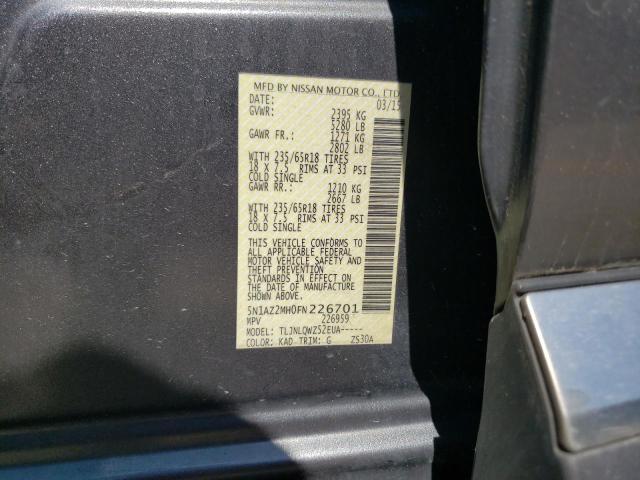 MFD BY NISSAN MOTOR CO., LTD
DATE: 03/15
GVWR: 2395 KG
5280 LB
GAWR FR.: 1271 KG
2802 LB
WITH 235/65R18 TIRES
18 X 7.5 RIMS AT 33 PSI
COLD SINGLE
GAWR RR.: 1210 KG
2667 LB
WITH 235/65R18 TIRES
18 X 7.5 RIMS AT 33 PSI
COLD SINGLE
THIS VEHICLE CONFORMS TO
ALL APPLICABLE FEDERAL
MOTOR VEHICLE SAFETY AND
THEFT PREVENTION
STANDARDS IN EFFECT ON
THE DATE OF MANUFACTURE
SHOWN ABOVE.
5N1AZ2MH0FN226701
MPV 226959
MODEL: TLJNLQWZ52EUA-----
COLOR: KAD TRIM: G ZS30A